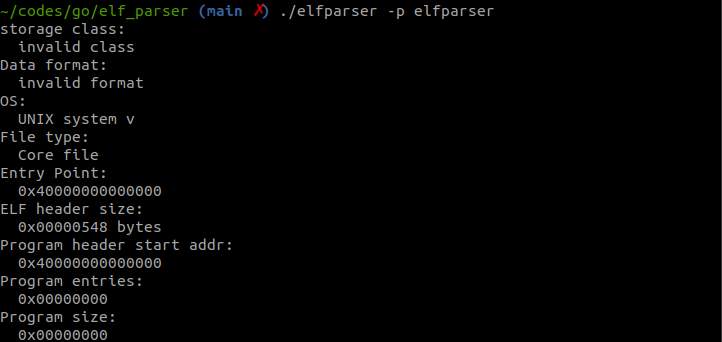 ~/codes/go/elf_parser (main ✗) ./elfparser -p elfparser
storage class:
  invalid class
Data format:
  invalid format
OS:
  UNIX system v
File type:
  Core file
Entry Point:
  0x40000000000000
ELF header size:
  0x00000548 bytes
Program header start addr:
  0x40000000000000
Program entries:
  0x00000000
Program size:
  0x00000000